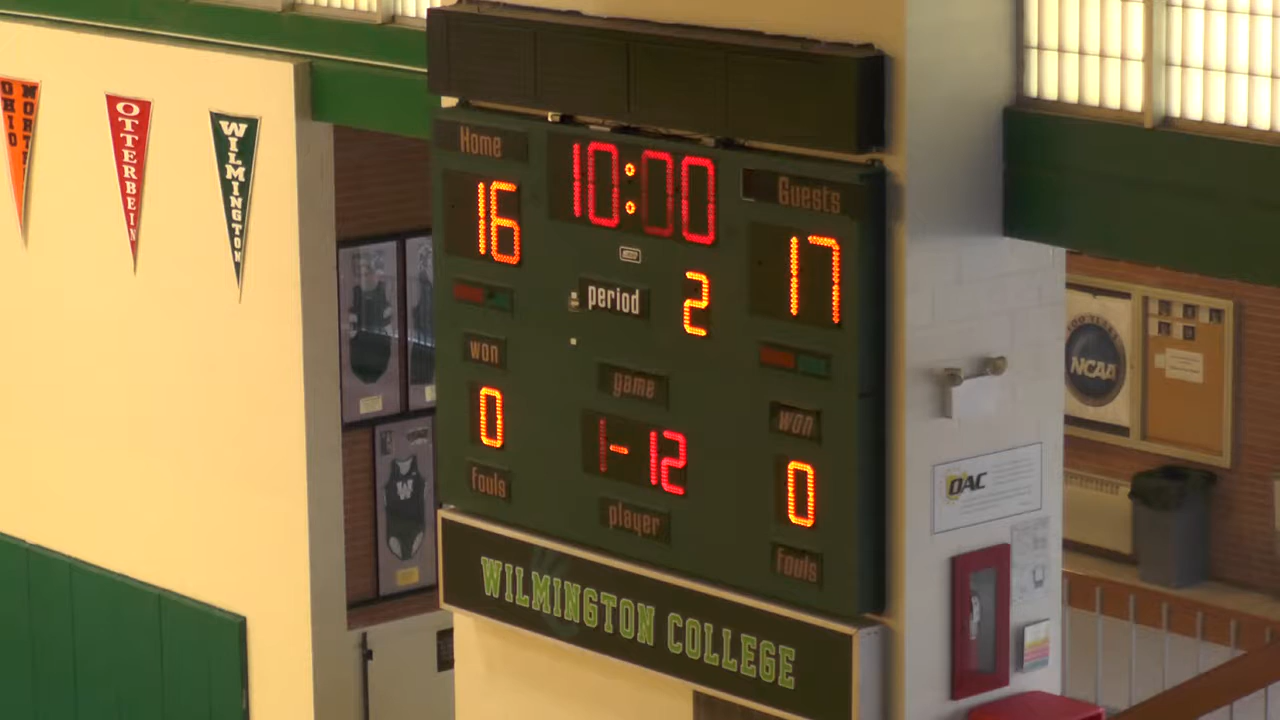 NORTH
OHIO
OTTERBEIN
WILMINGTON
Home
10:00
Guests
16
17
period
2
won
game
won
0
1-12
0
fouls
player
fouls
WILMINGTON COLLEGE
W
NCAA
OAC